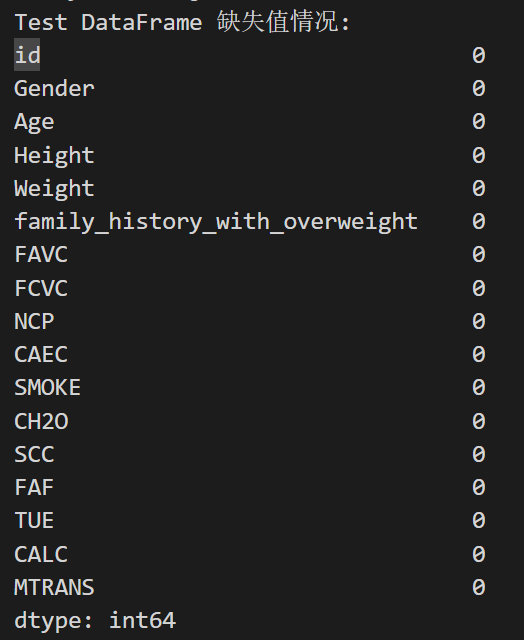 Test DataFrame 缺失值情况:
id 0
Gender 0
Age 0
Height 0
Weight 0
family_history_with_overweight 0
FAVC 0
FCVC 0
NCP 0
CAEC 0
SMOKE 0
CH2O 0
SCC 0
FAF 0
TUE 0
CALC 0
MTRANS 0
dtype: int64